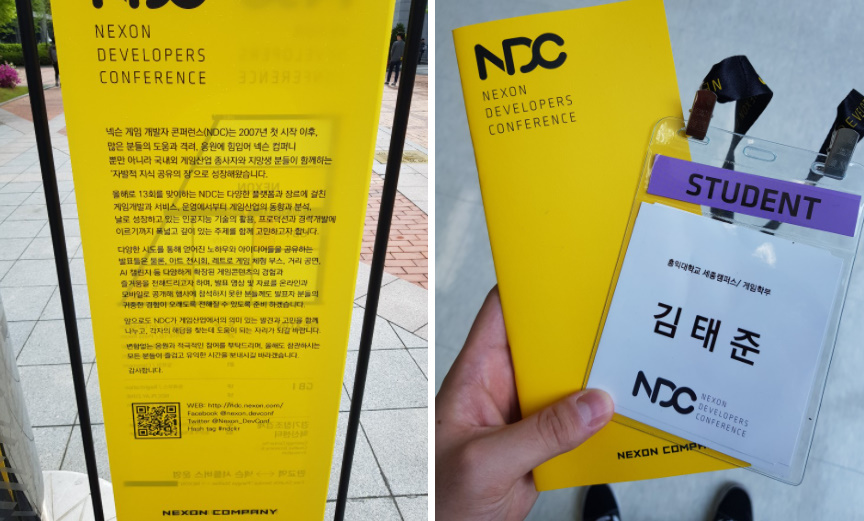 NDC
NEXON
DEVELOPERS
CONFERENCE
넥슨 게임 개발자 콘퍼런스(NDC)는 2007년 첫 시작 이후,
많은 분들의 도움과 격려, 응원에 힘입어 넥슨 컴퍼니
뿐만 아니라 국내외 게임산업 종사자와 지망생 분들이 함께하는
'자발적 지식 공유의 장'으로 성장해왔습니다.
올해로 13회를 맞이하는 NDC는 다양한 플랫폼과 장르에 걸친
게임개발과 서비스, 운영에서부터 게임산업의 동향과 분석,
날로 성장하고 있는 인공지능 기술의 활용, 프로덕션과 경력개발에
이르기까지 폭넓고 깊이 있는 주제를 함께 고민하고자 합니다.
다양한 시도를 통해 얻어진 노하우와 아이디어들을 공유하는
발표들은 물론, 아트 전시회, 레트로 게임 체험 부스, 거리 공연,
AI 챌린지 등 다양하게 확장된 게임콘텐츠의 경험과
즐거움을 전해드리고자 하며, 발표 영상 및 자료를 온라인과
모바일로 공개해 행사에 참석하지 못한 분들께도 발표자 분들의
귀중한 경험이 오래도록 전해질 수 있도록 준비 하겠습니다.
앞으로도 NDC가 게임산업에서의 의미 있는 발견과 고민을 함께
나누고, 각자의 해답을 찾는데 도움이 되는 자리가 되길 바랍니다.
변함없는 응원과 적극적인 참여를 부탁드리며, 올해도 참관하시는
모든 분들이 즐겁고 유익한 시간을 보내시길 바라겠습니다.
감사합니다.
WEB: http://ndc.nexon.com/
Facebook @nexon.devconf
Twitter @Nexon_DevConf
Hash tag #ndckr
NEXON COMPANY
NDC
NEXON
DEVELOPERS
CONFERENCE
STUDENT
홍익대학교 세종캠퍼스/ 게임학부
김태준
NDC
NEXON
DEVELOPERS
CONFERENCE
NEXON COMPANY